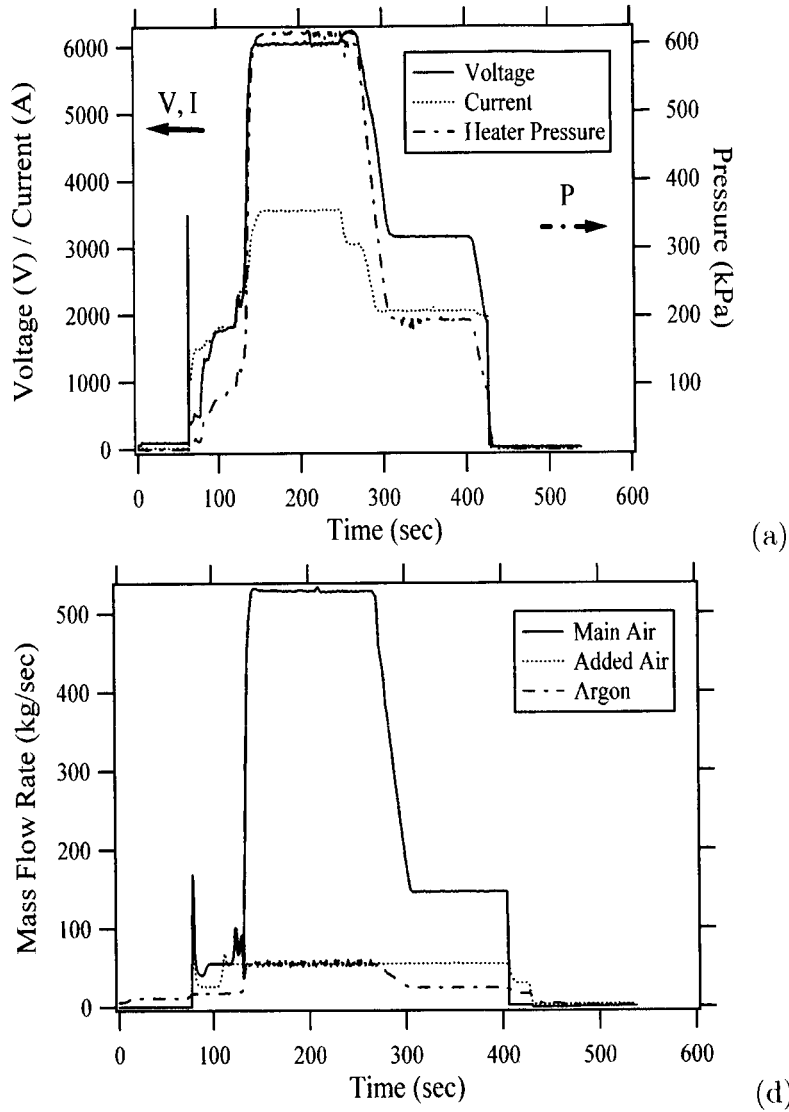 6000
5000
4000
3000
2000
1000
0
Voltage (V) / Current (A)
V, I
Voltage
Current
Heater Pressure
P
600
500
400
300
200
100
Pressure (kPa)
0 100 200 300 400 500 600
Time (sec)
(a)
500
400
300
200
100
0
Mass Flow Rate (kg/sec)
Main Air
Added Air
Argon
0 100 200 300 400 500 600
Time (sec)
(d)